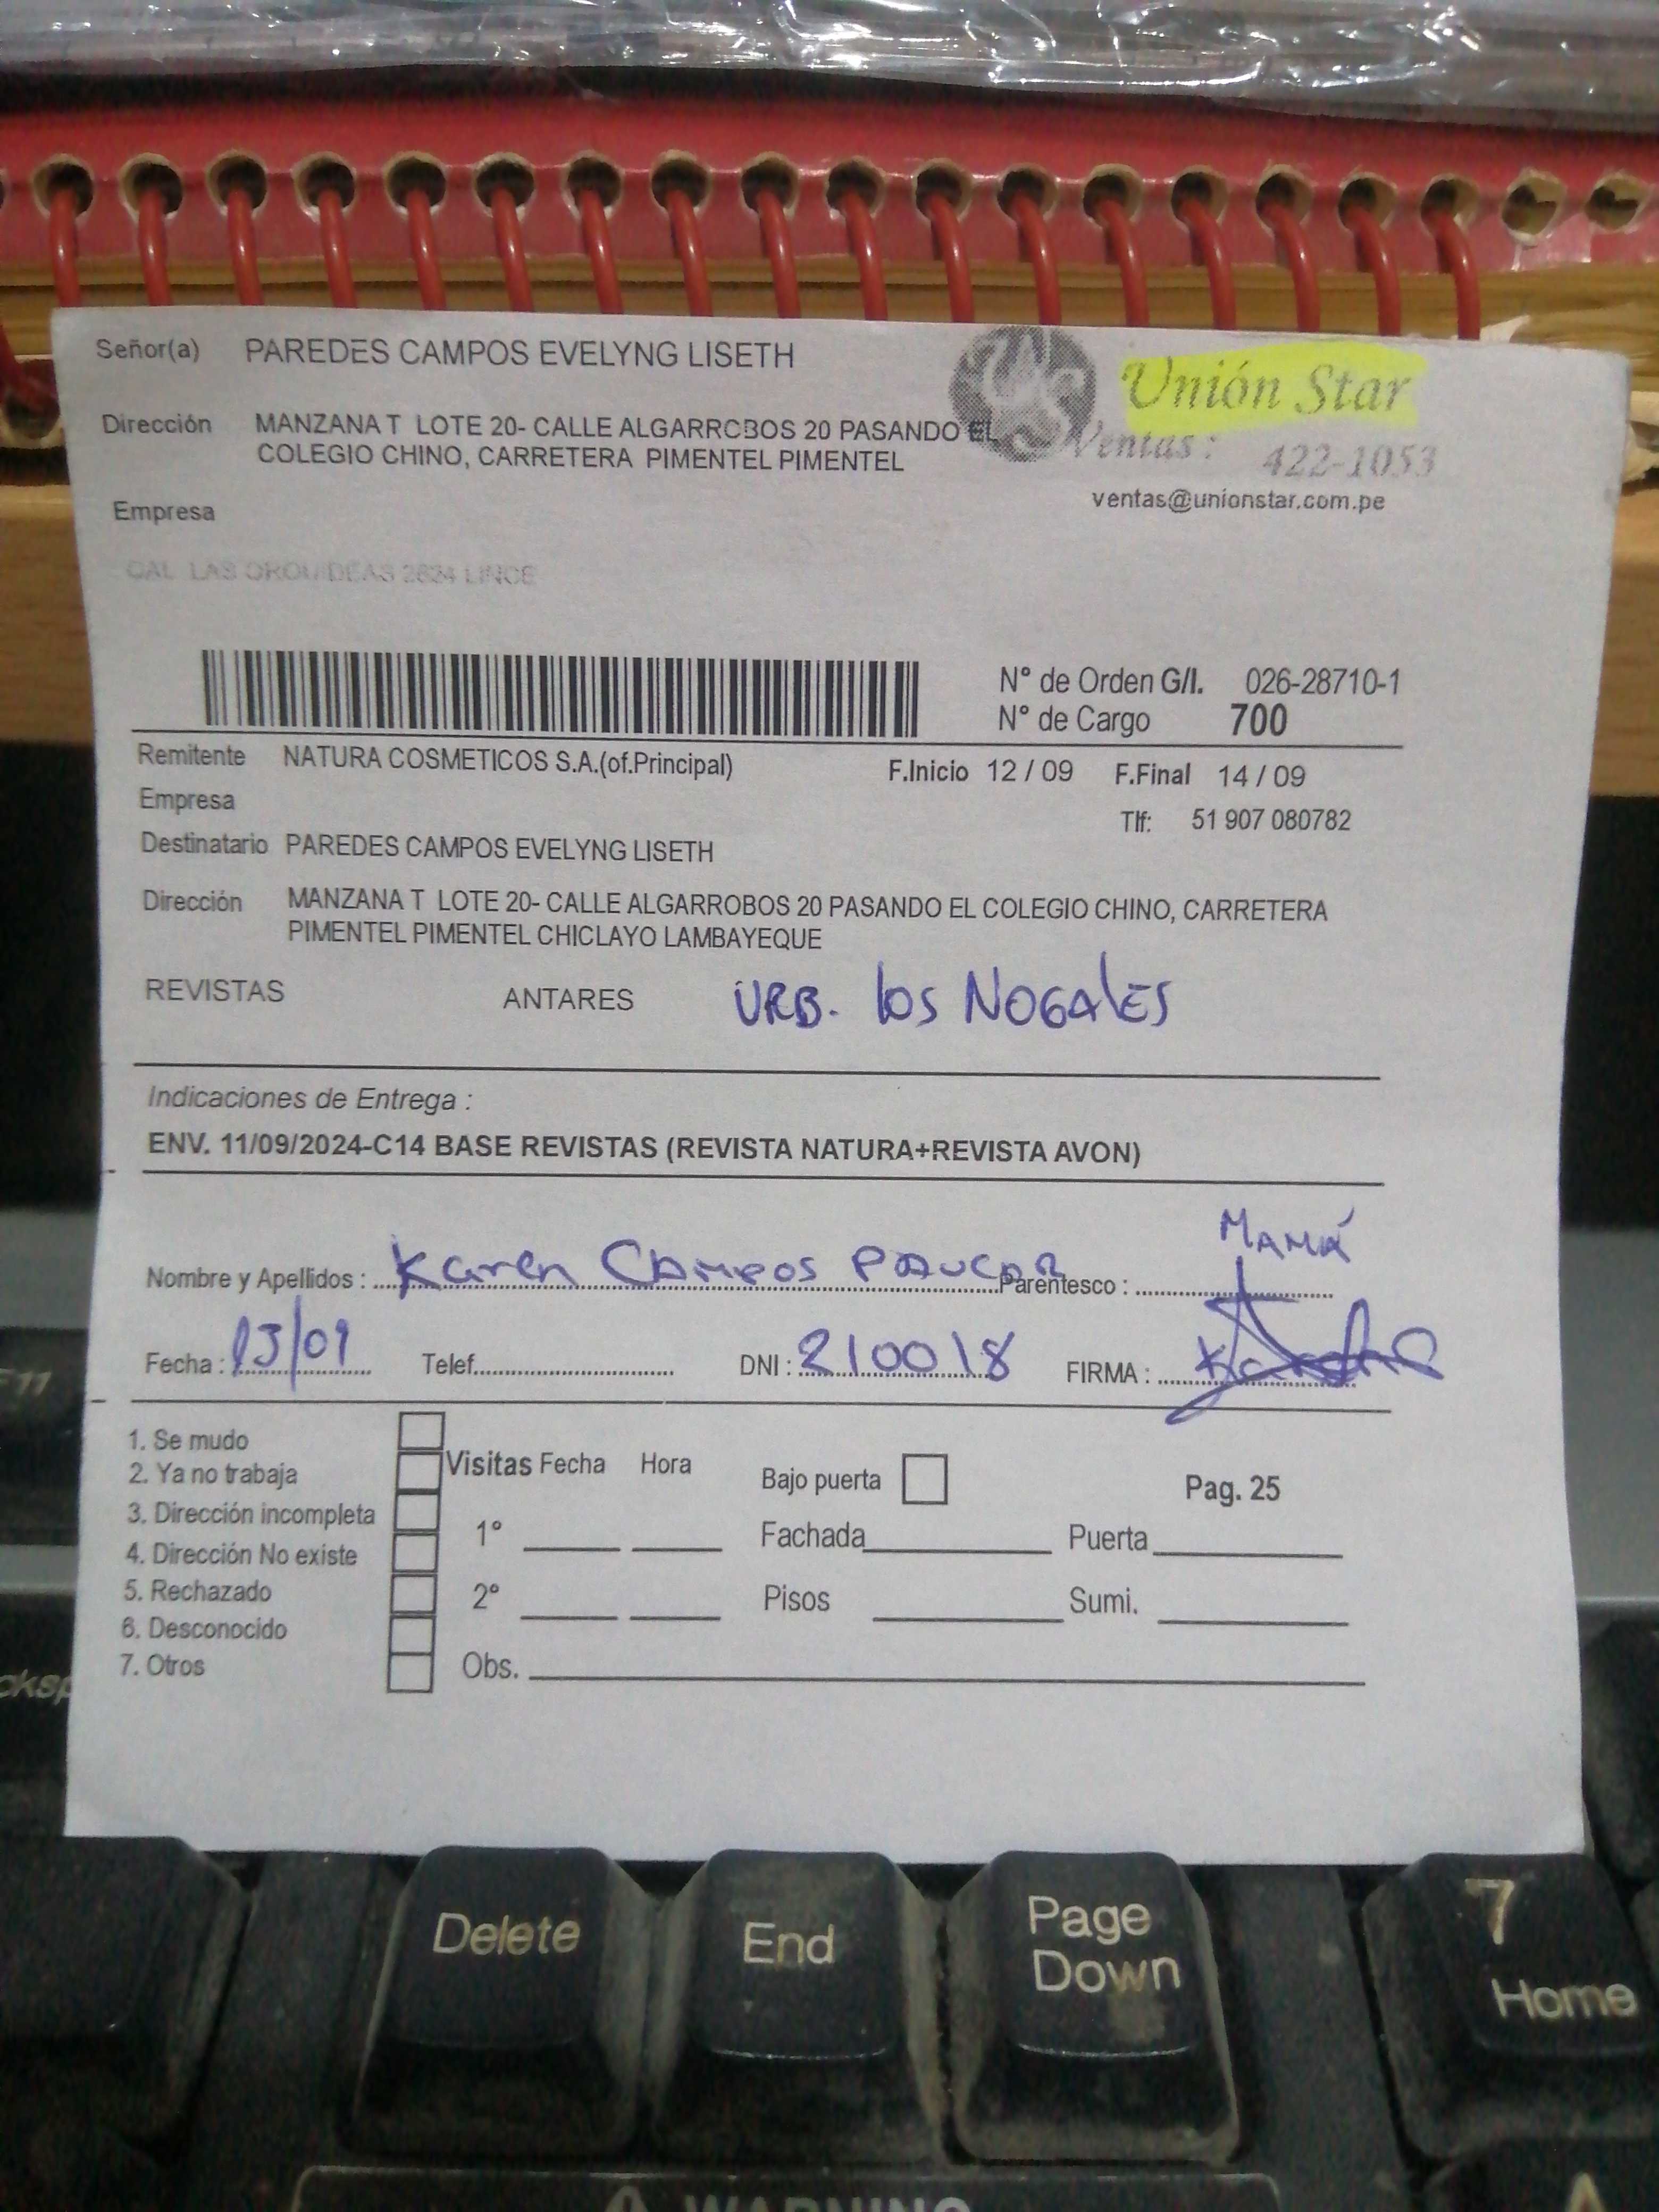 Señor(a) PAREDES CAMPOS EVELYNG LISETH
Unión Star
Dirección MANZANA T LOTE 20- CALLE ALGARROBOS 20 PASANDO EL
COLEGIO CHINO, CARRETERA PIMENTEL PIMENTEL
Ventas : 422-1053
ventas@unionstar.com.pe
Empresa
CAL LAS ORQUIDEAS 2624 LINCE
N° de Orden G/I. 026-28710-1
N° de Cargo 700
Remitente NATURA COSMETICOS S.A.(of.Principal) F.Inicio 12 / 09 F.Final 14 / 09
Empresa
Tlf: 51 907 080782
Destinatario PAREDES CAMPOS EVELYNG LISETH
Dirección MANZANA T LOTE 20- CALLE ALGARROBOS 20 PASANDO EL COLEGIO CHINO, CARRETERA
PIMENTEL PIMENTEL CHICLAYO LAMBAYEQUE
REVISTAS ANTARES URB. los NOGAlES
Indicaciones de Entrega :
ENV. 11/09/2024-C14 BASE REVISTAS (REVISTA NATURA+REVISTA AVON)
Nombre y Apellidos : Karen CAMPOS PAUCAR Parentesco : MAMÁ
Fecha : 13/09 Telef. DNI : 210018 FIRMA :
1. Se mudo
2. Ya no trabaja
3. Dirección incompleta
4. Dirección No existe
5. Rechazado
6. Desconocido
7. Otros
Visitas Fecha Hora Bajo puerta Pag. 25
1° Fachada Puerta
2° Pisos Sumi.
Obs.
F11
Delete End Page Down 7 Home
WARNING